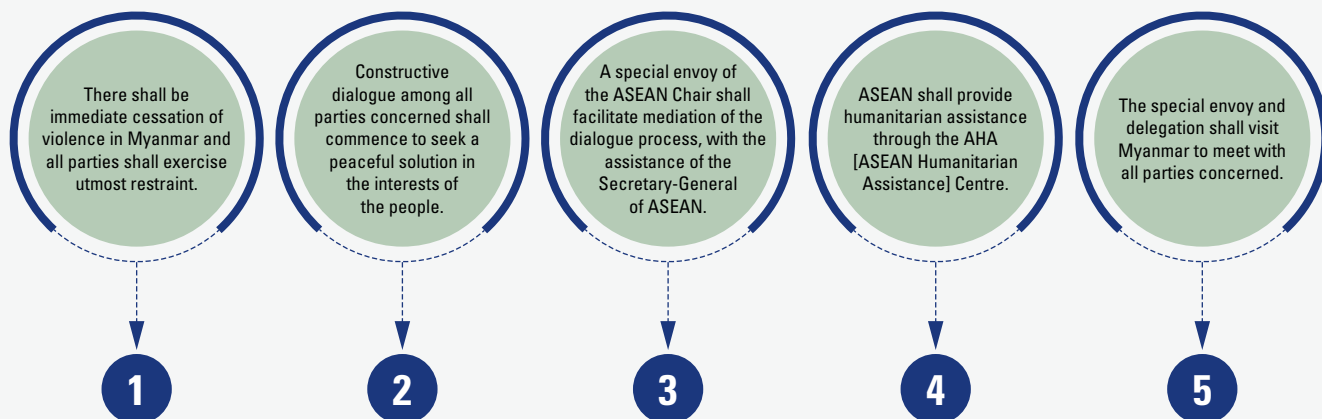 There shall be
immediate cessation of
violence in Myanmar and
all parties shall exercise
utmost restraint.
1
Constructive
dialogue among all
parties concerned shall
commence to seek a
peaceful solution in
the interests of
the people.
2
A special envoy of
the ASEAN Chair shall
facilitate mediation of the
dialogue process, with the
assistance of the
Secretary-General
of ASEAN.
3
ASEAN shall provide
humanitarian assistance
through the AHA
[ASEAN Humanitarian
Assistance] Centre.
4
The special envoy and
delegation shall visit
Myanmar to meet with
all parties concerned.
5